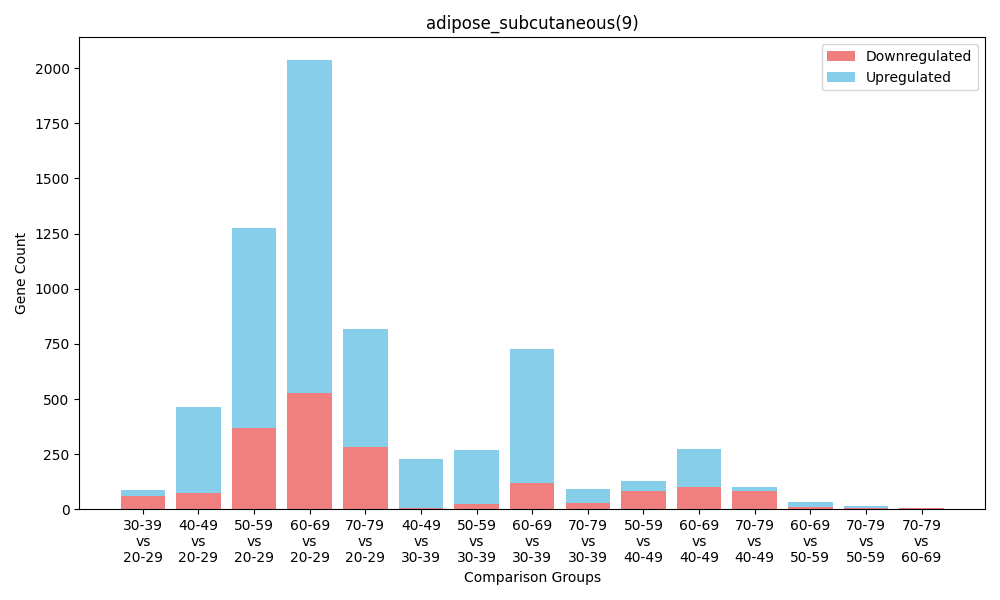 adipose_subcutaneous(9)
Downregulated
Upregulated
Gene Count
2000
1750
1500
1250
1000
750
500
250
0
30-39 40-49 50-59 60-69 70-79 40-49 50-59 60-69 70-79 50-59 60-69 70-79 60-69 70-79 70-79
vs vs vs vs vs vs vs vs vs vs vs vs vs vs vs
20-29 20-29 20-29 20-29 20-29 30-39 30-39 30-39 30-39 40-49 40-49 40-49 50-59 50-59 60-69
Comparison Groups